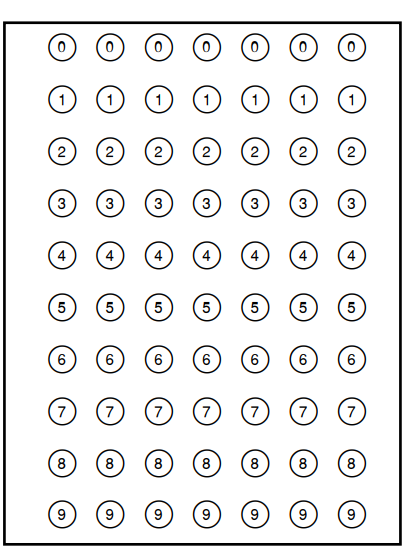 0 0 0 0 0 0 0
1 1 1 1 1 1 1
2 2 2 2 2 2 2
3 3 3 3 3 3 3
4 4 4 4 4 4 4
5 5 5 5 5 5 5
6 6 6 6 6 6 6
7 7 7 7 7 7 7
8 8 8 8 8 8 8
9 9 9 9 9 9 9